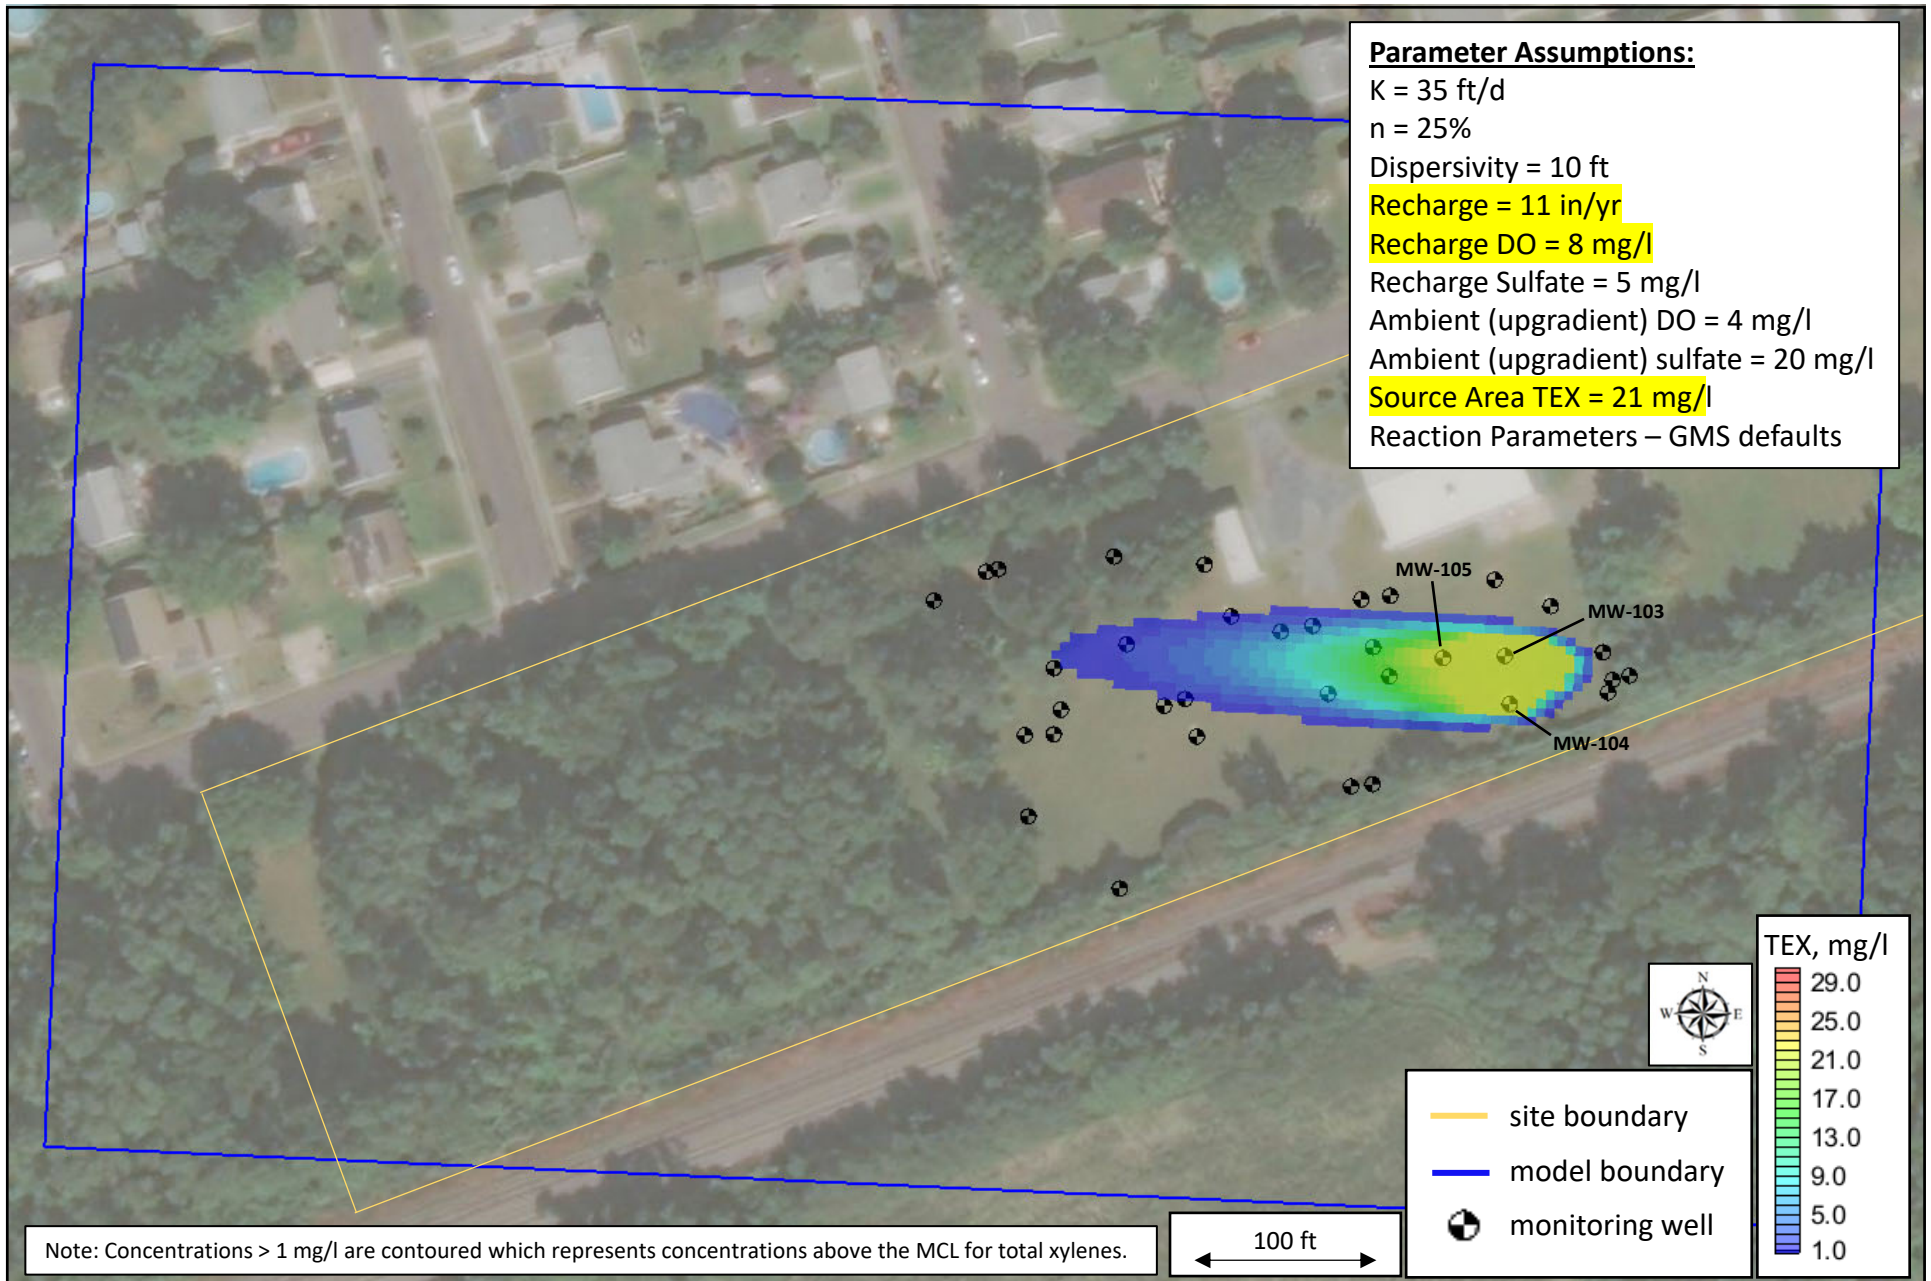 Parameter Assumptions:
K = 35 ft/d
n = 25%
Dispersivity = 10 ft
Recharge = 11 in/yr
Recharge DO = 8 mg/l
Recharge Sulfate = 5 mg/l
Ambient (upgradient) DO = 4 mg/l
Ambient (upgradient) sulfate = 20 mg/l
Source Area TEX = 21 mg/l
Reaction Parameters – GMS defaults
MW-105
MW-103
MW-104
TEX, mg/l
29.0
25.0
21.0
17.0
13.0
9.0
5.0
1.0
N
W E
S
site boundary
model boundary
monitoring well
100 ft
Note: Concentrations > 1 mg/l are contoured which represents concentrations above the MCL for total xylenes.